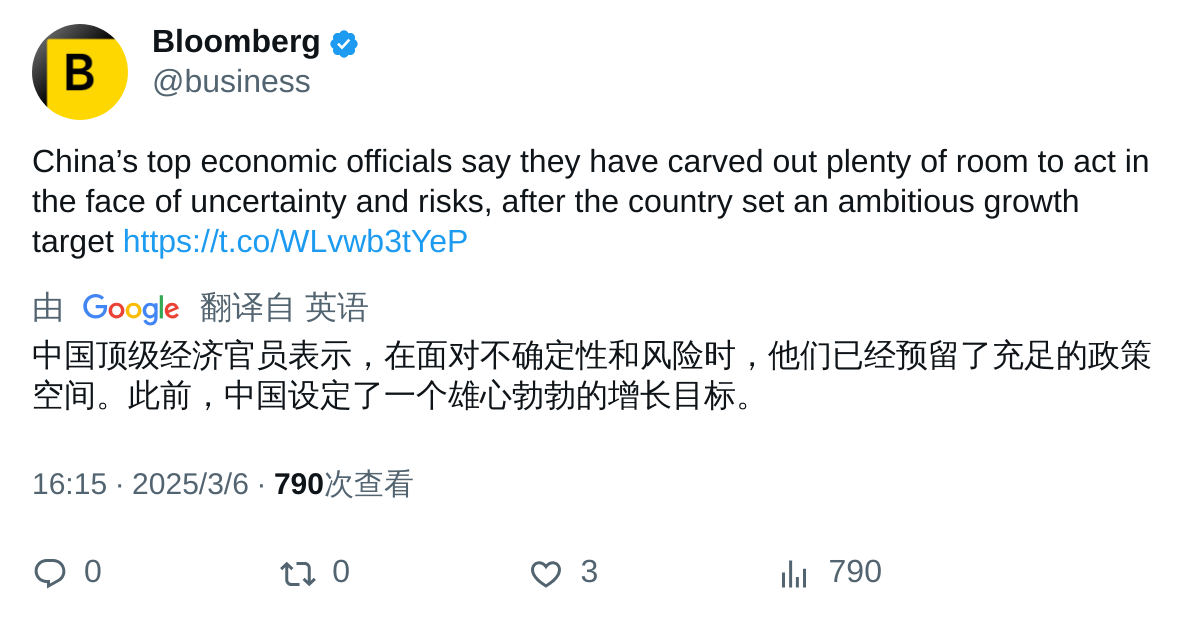 B
Bloomberg
@business
China’s top economic officials say they have carved out plenty of room to act in
the face of uncertainty and risks, after the country set an ambitious growth
target https://t.co/WLvwb3tYeP
由 Google 翻译自 英语
中国顶级经济官员表示，在面对不确定性和风险时，他们已经预留了充足的政策
空间。此前，中国设定了一个雄心勃勃的增长目标。
16:15 · 2025/3/6 · 790次查看
0 0 3 790